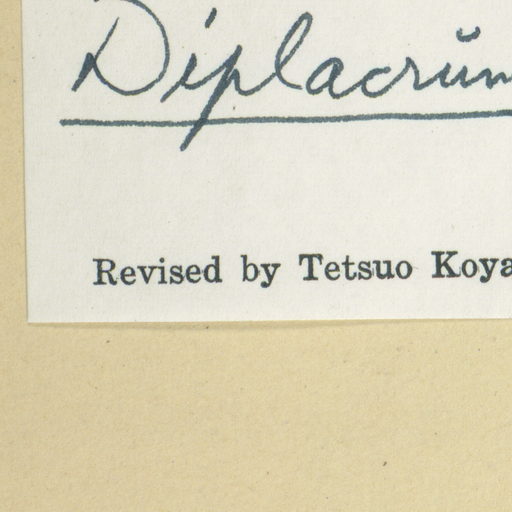 Diplacrum
Revised by Tetsuo Koya